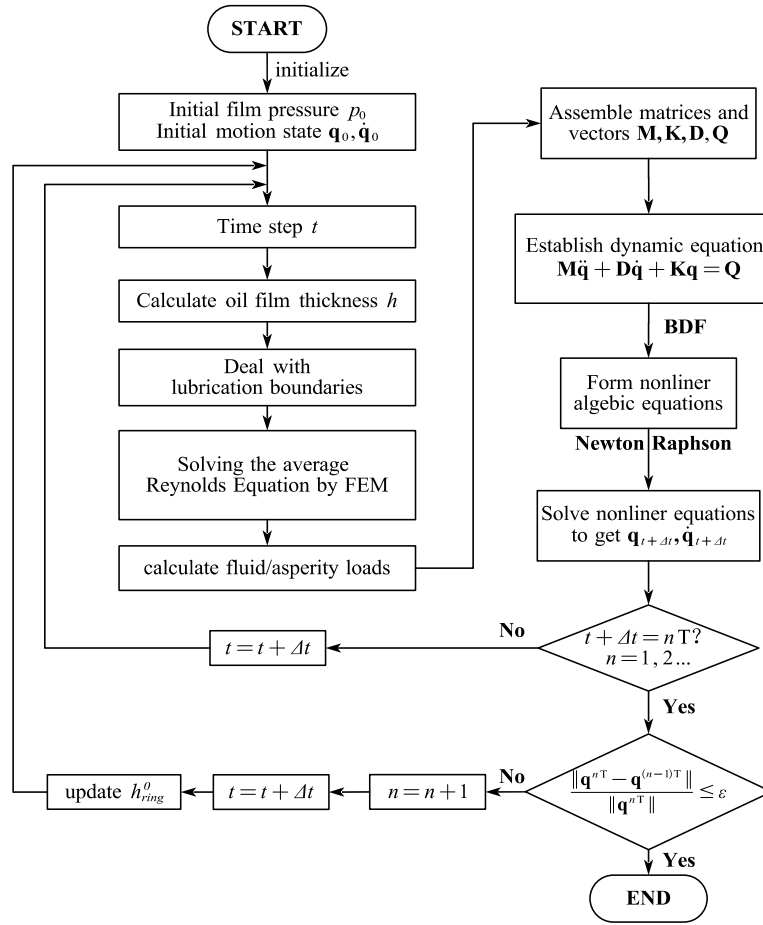 START
initialize
Initial film pressure p₀
Initial motion state q₀, q̇₀
Time step t
Calculate oil film thickness h
Deal with
lubrication boundaries
Solving the average
Reynolds Equation by FEM
calculate fluid/asperity loads
Assemble matrices and
vectors M, K, D, Q
Establish dynamic equation
Mq̈ + Dq̇ + Kq = Q
BDF
Form nonliner
algebic equations
Newton Raphson
Solve nonliner equations
to get q_{t+Δt}, q̇_{t+Δt}
t + Δt = nT?
n = 1, 2...
No
t = t + Δt
Yes
‖q^{nT} − q^{(n−1)T}‖ / ‖q^{nT}‖ ≤ ε
No
n = n + 1
t = t + Δt
update h⁰_{ring}
Yes
END